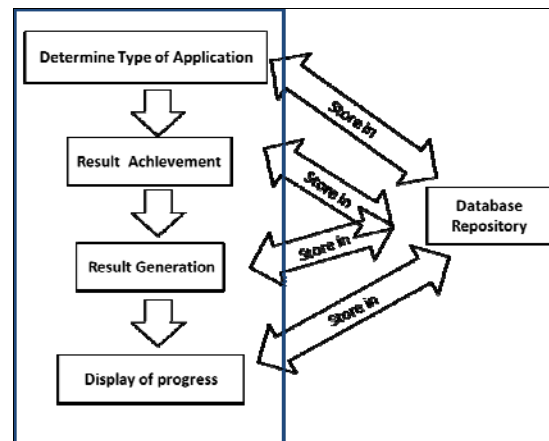 Determine Type of Application
Store in
Result Achievement
Store in
Database
Repository
Store in
Result Generation
Store in
Display of progress